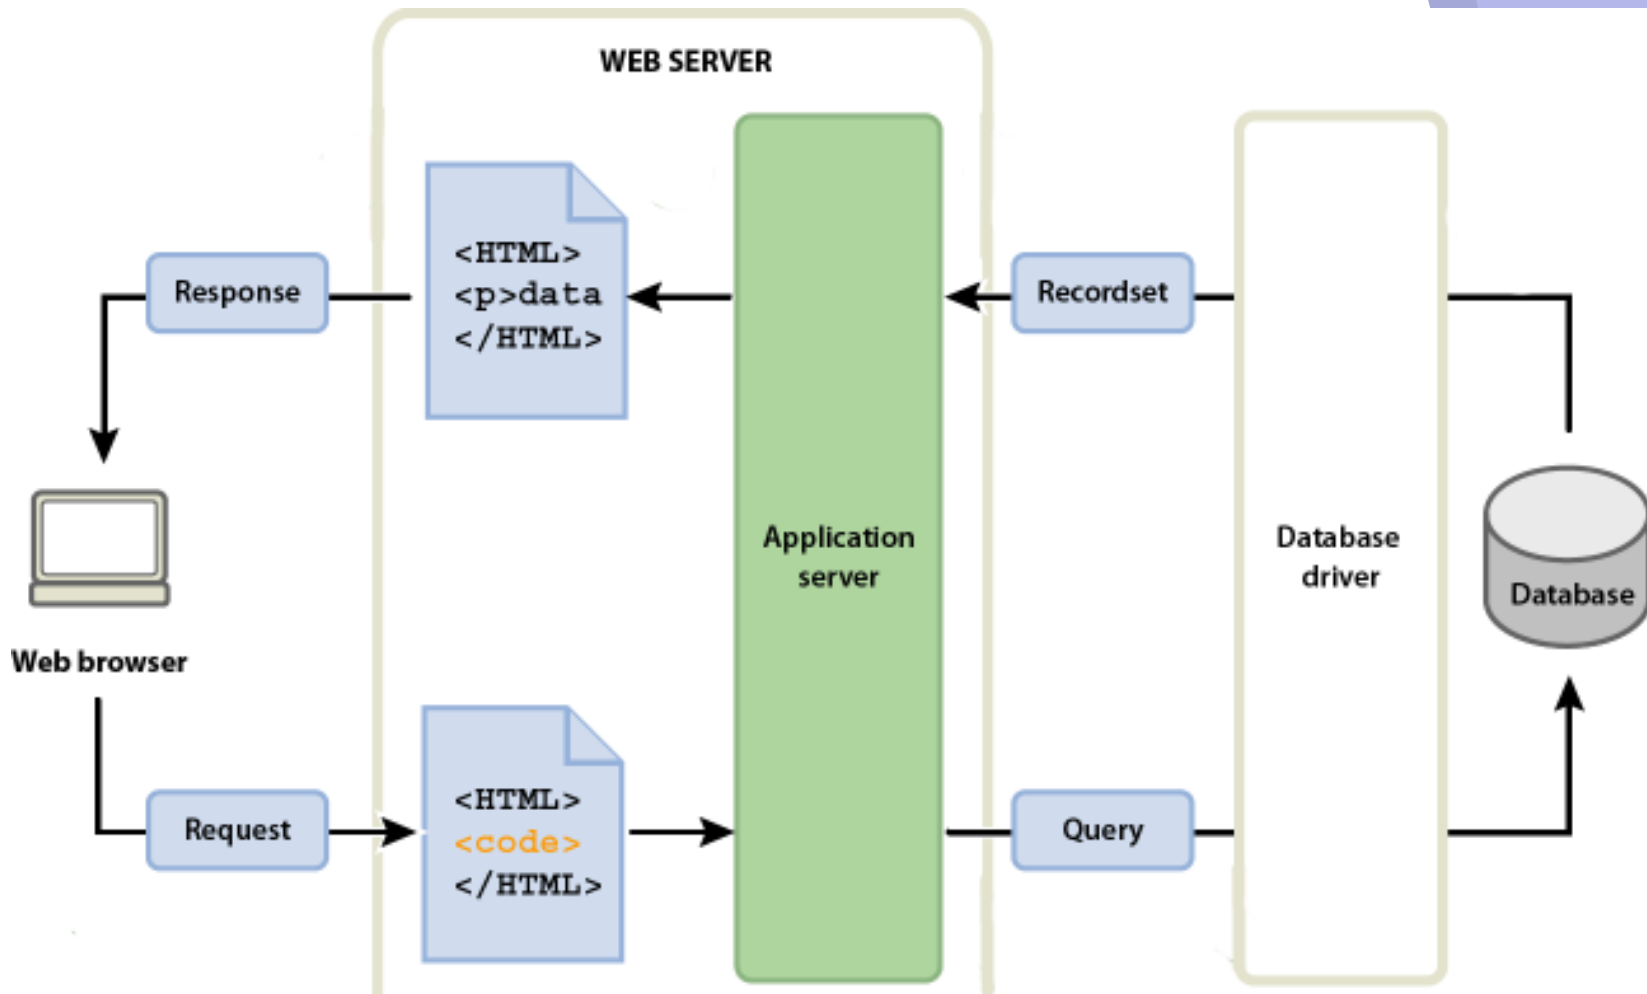 WEB SERVER
<HTML>
<p>data
</HTML>
Response
Recordset
Application
server
Database
driver
Database
Web browser
<HTML>
<code>
</HTML>
Request
Query